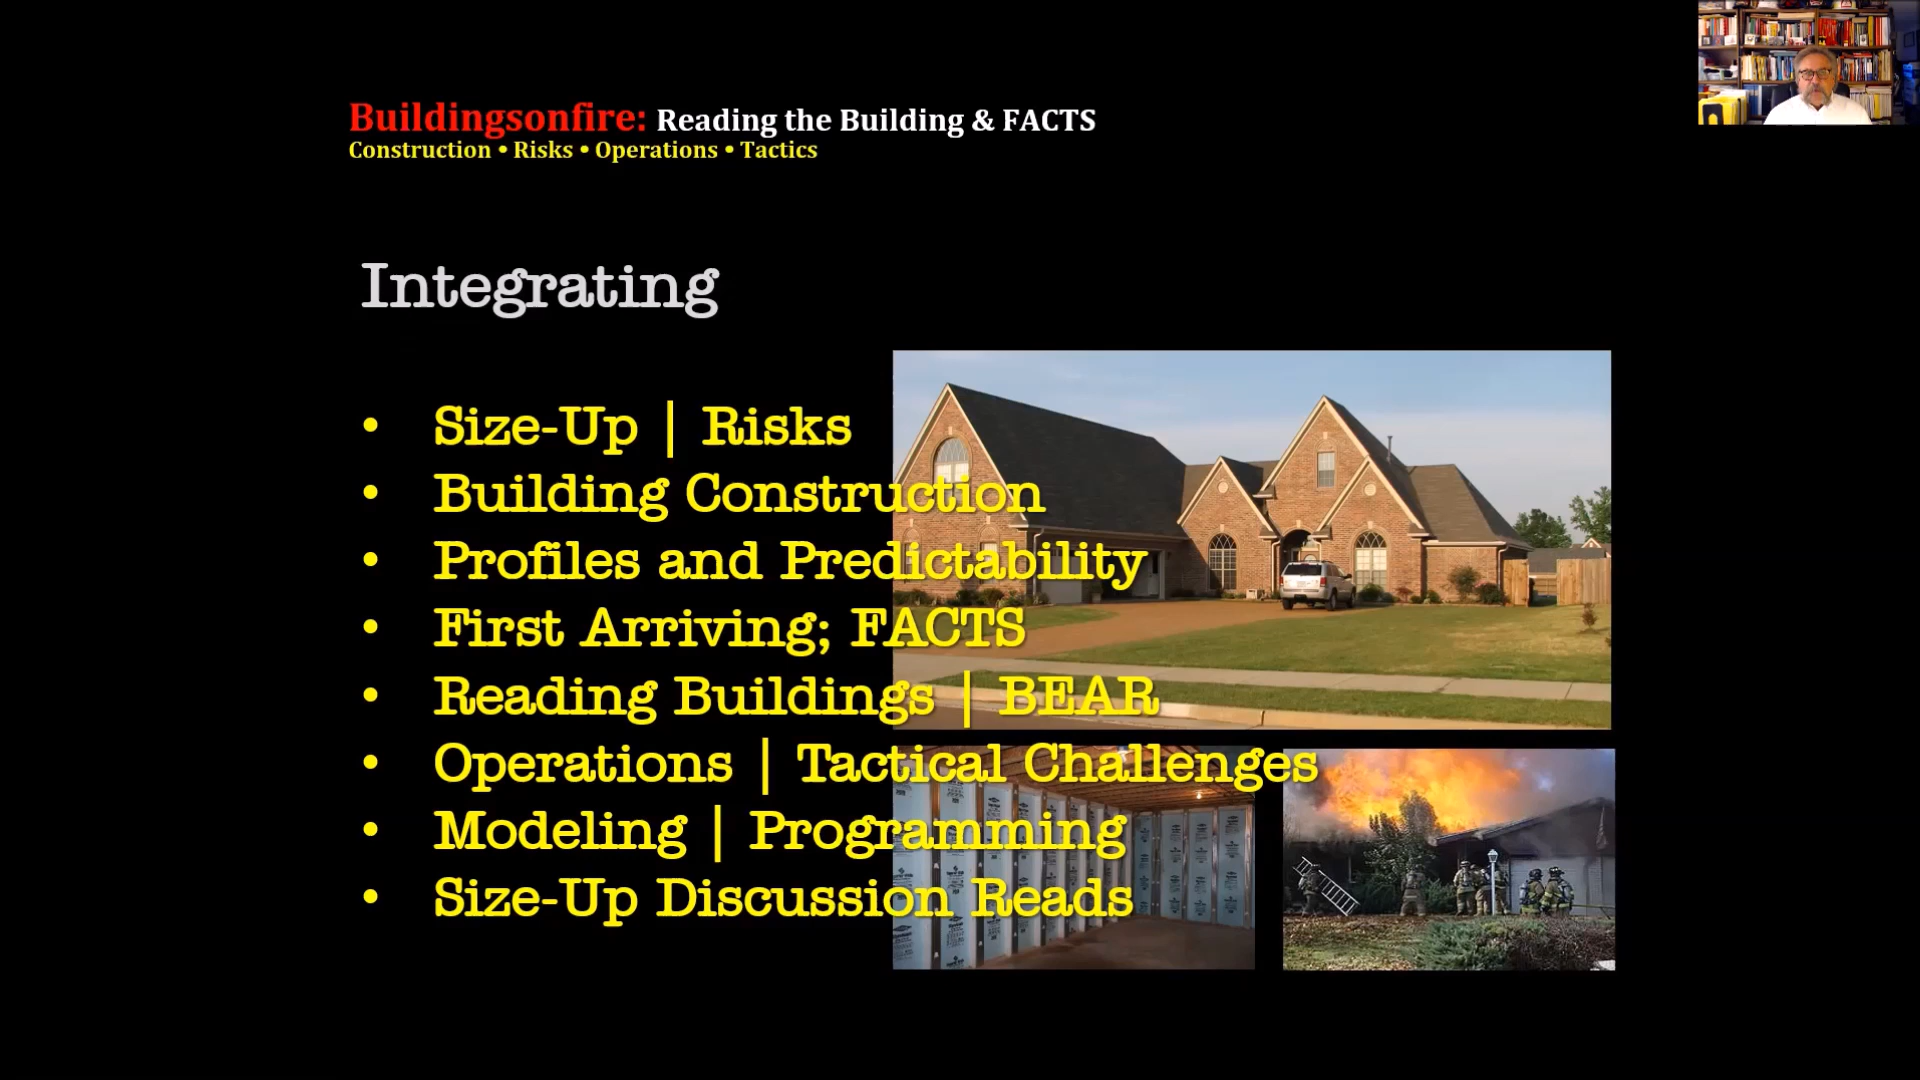 Buildingsonfire: Reading the Building & FACTS
Construction • Risks • Operations • Tactics
Integrating
• Size-Up | Risks
• Building Construction
• Profiles and Predictability
• First Arriving; FACTS
• Reading Buildings | BEAR
• Operations | Tactical Challenges
• Modeling | Programming
• Size-Up Discussion Reads